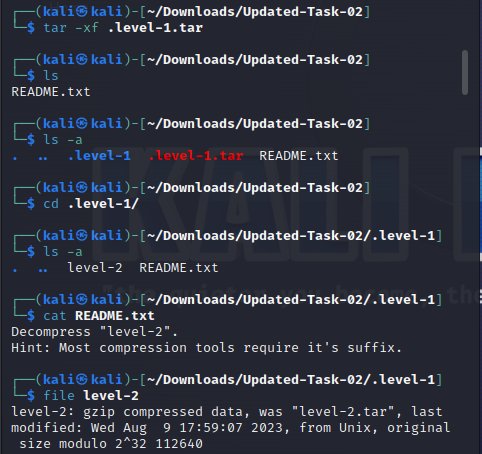 ┌──(kali㉿kali)-[~/Downloads/Updated-Task-02]
└─$ tar -xf .level-1.tar
┌──(kali㉿kali)-[~/Downloads/Updated-Task-02]
└─$ ls
README.txt
┌──(kali㉿kali)-[~/Downloads/Updated-Task-02]
└─$ ls -a
.  ..  .level-1  .level-1.tar  README.txt
┌──(kali㉿kali)-[~/Downloads/Updated-Task-02]
└─$ cd .level-1/
┌──(kali㉿kali)-[~/Downloads/Updated-Task-02/.level-1]
└─$ ls -a
.  ..  level-2  README.txt
┌──(kali㉿kali)-[~/Downloads/Updated-Task-02/.level-1]
└─$ cat README.txt
Decompress "level-2".
Hint: Most compression tools require it's suffix.
┌──(kali㉿kali)-[~/Downloads/Updated-Task-02/.level-1]
└─$ file level-2
level-2: gzip compressed data, was "level-2.tar", last
modified: Wed Aug  9 17:59:07 2023, from Unix, original
 size modulo 2^32 112640